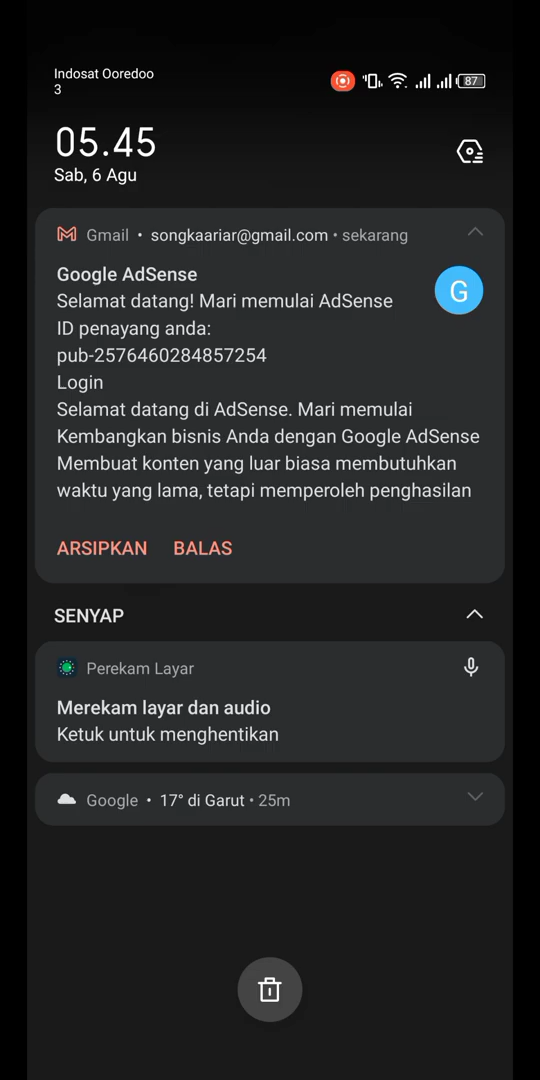 Indosat Ooredoo
3
87
05.45
Sab, 6 Agu
Gmail • songkaariar@gmail.com • sekarang
Google AdSense
G
Selamat datang! Mari memulai AdSense
ID penayang anda:
pub-2576460284857254
Login
Selamat datang di AdSense. Mari memulai
Kembangkan bisnis Anda dengan Google AdSense
Membuat konten yang luar biasa membutuhkan
waktu yang lama, tetapi memperoleh penghasilan
ARSIPKAN BALAS
SENYAP
Perekam Layar
Merekam layar dan audio
Ketuk untuk menghentikan
Google • 17° di Garut • 25m